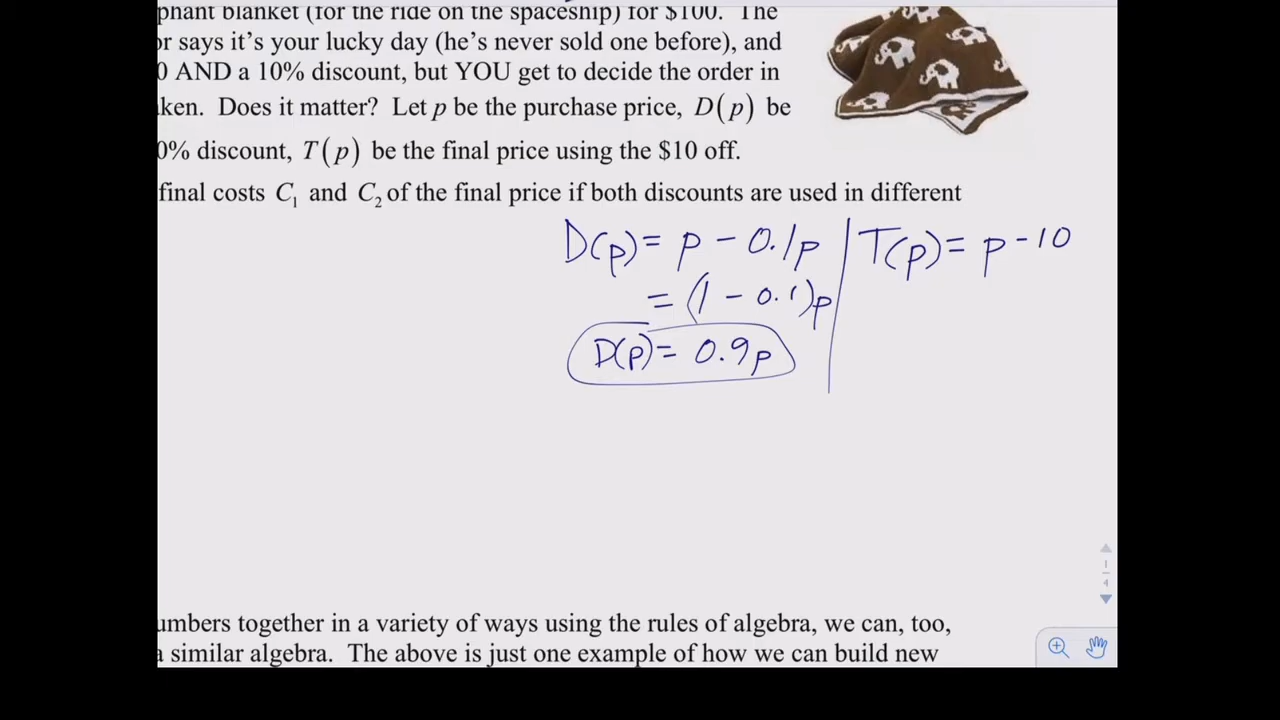 phant blanket (for the ride on the spaceship) for $100. The
or says it's your lucky day (he's never sold one before), and
0 AND a 10% discount, but YOU get to decide the order in
ken. Does it matter? Let p be the purchase price, D(p) be
0% discount, T(p) be the final price using the $10 off.
final costs C₁ and C₂ of the final price if both discounts are used in different
D(p) = p - 0.1p | T(p) = p - 10
= (1 - 0.1)p
D(p) = 0.9p
1
4
umbers together in a variety of ways using the rules of algebra, we can, too,
a similar algebra. The above is just one example of how we can build new